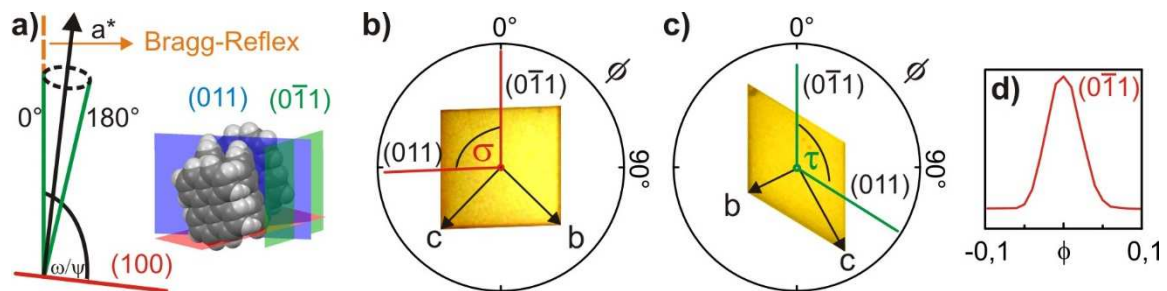 a)
a*
Bragg-Reflex
0°
180°
(011)
(01̄1)
ω/ψ
(100)
b)
0°
ϕ
(01̄1)
(011)
σ
90°
c
b
c)
0°
ϕ
(01̄1)
τ
(011)
90°
b
c
d)
(01̄1)
-0,1
ϕ
0,1